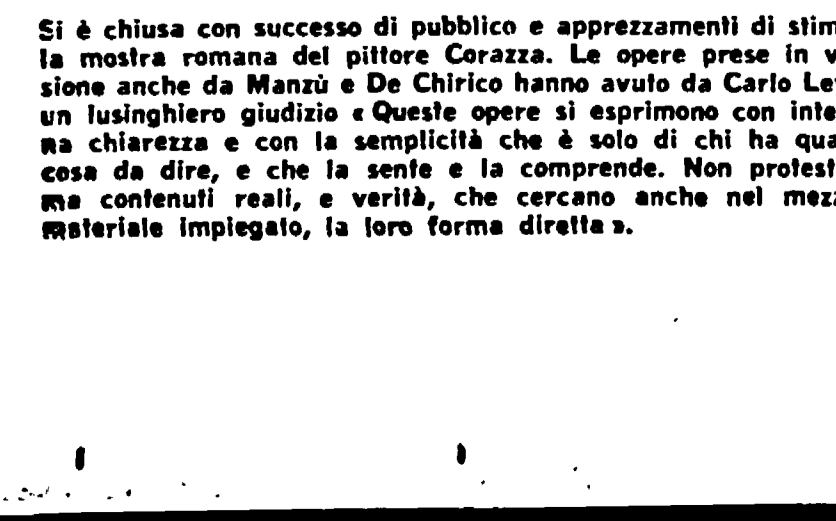 Si è chiusa con successo di pubblico e apprezzamenti di stim
la mostra romana del pittore Corazza. Le opere prese in v
sione anche da Manzù e De Chirico hanno avuto da Carlo Le
un lusinghiero giudizio « Queste opere si esprimono con inte
na chiarezza e con la semplicità che è solo di chi ha qua
cosa da dire, e che la sente e la comprende. Non protest
ma contenuti reali, e verità, che cercano anche nel mezz
materiale impiegato, la loro forma diretta ».